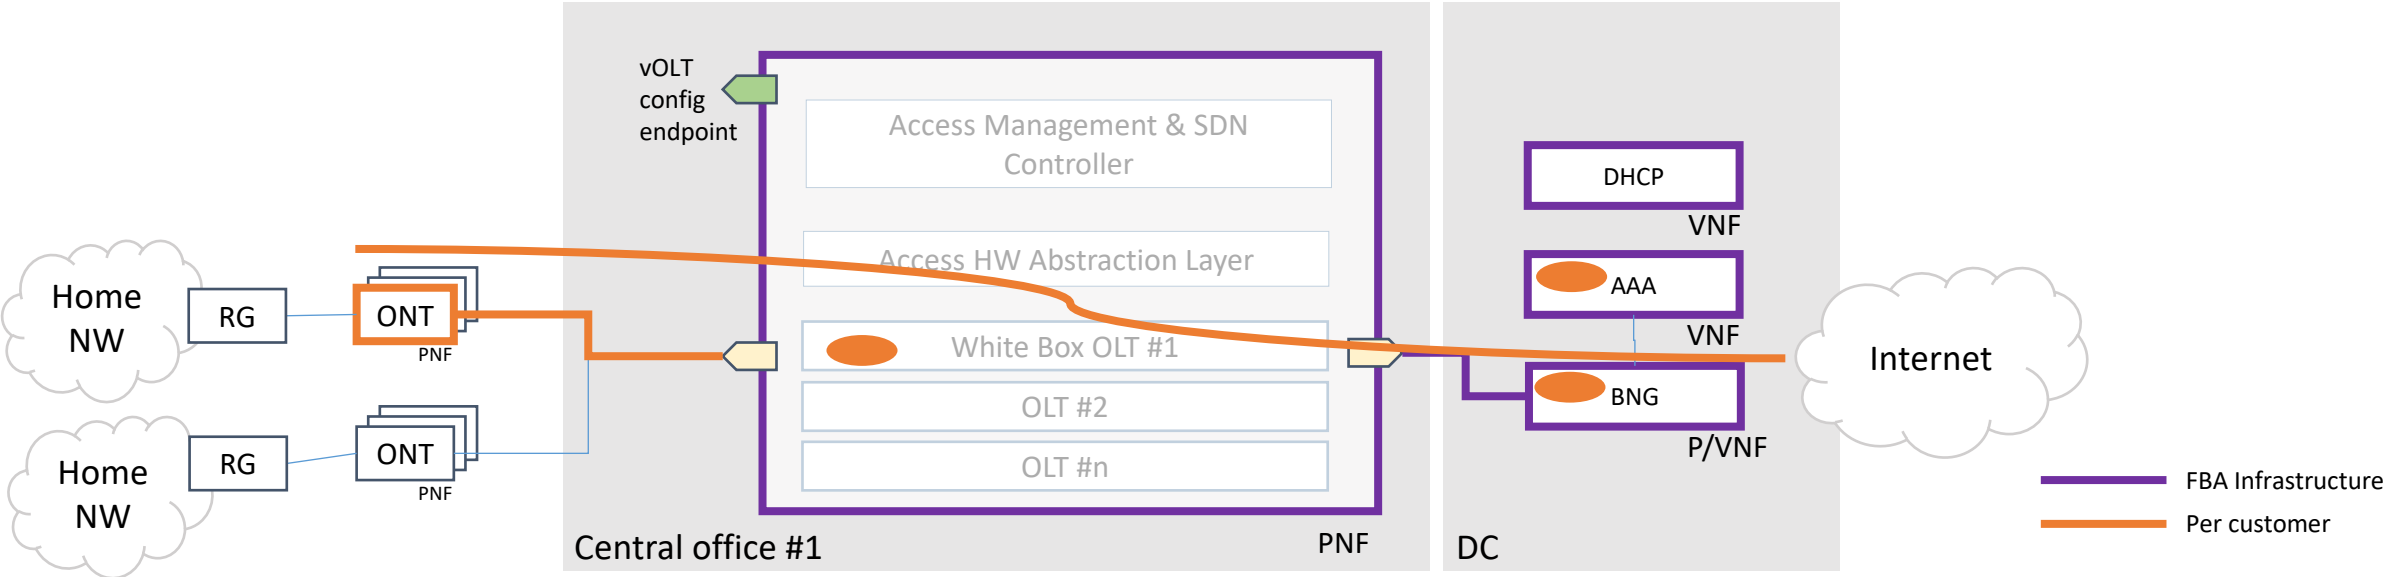 vOLT
config
endpoint
Access Management & SDN
Controller
Access HW Abstraction Layer
White Box OLT #1
OLT #2
OLT #n
Central office #1
PNF
Home
NW
RG
ONT
PNF
Home
NW
RG
ONT
PNF
DHCP
VNF
AAA
VNF
BNG
P/VNF
DC
Internet
FBA Infrastructure
Per customer